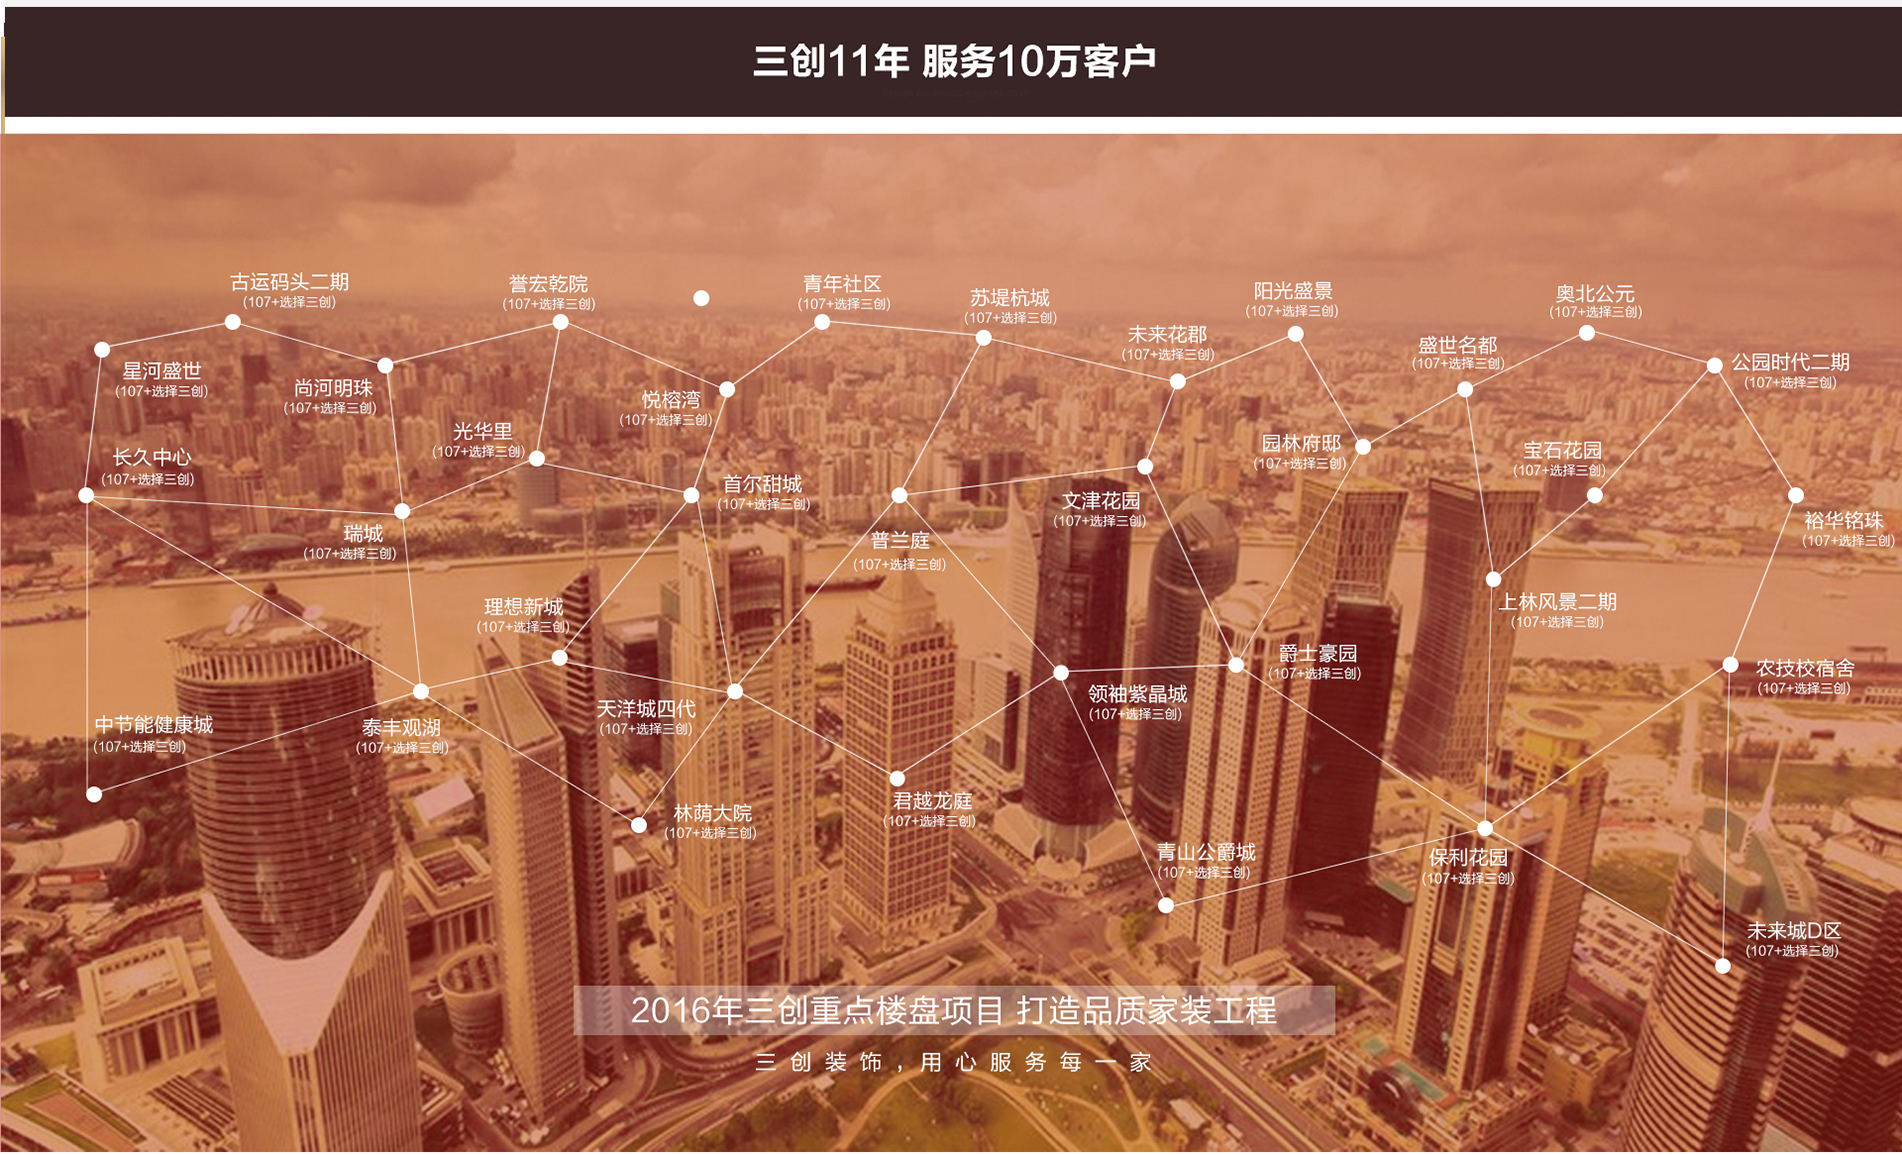 三创11年 服务10万客户
古运码头二期
(107+选择三创)
誉宏乾院
(107+选择三创)
青年社区
(107+选择三创)
苏堤杭城
(107+选择三创)
阳光盛景
(107+选择三创)
奥北公元
(107+选择三创)
未来花郡
(107+选择三创)
盛世名都
(107+选择三创)
公园时代二期
(107+选择三创)
星河盛世
(107+选择三创)
尚河明珠
(107+选择三创)
悦榕湾
(107+选择三创)
光华里
(107+选择三创)
园林府邸
(107+选择三创)
宝石花园
(107+选择三创)
长久中心
(107+选择三创)
首尔甜城
(107+选择三创)
文津花园
(107+选择三创)
裕华铭珠
(107+选择三创)
瑞城
(107+选择三创)
普兰庭
(107+选择三创)
理想新城
(107+选择三创)
上林风景二期
(107+选择三创)
爵士豪园
(107+选择三创)
农技校宿舍
(107+选择三创)
领袖紫晶城
(107+选择三创)
天洋城四代
(107+选择三创)
中节能健康城
(107+选择三创)
泰丰观湖
(107+选择三创)
君越龙庭
(107+选择三创)
林荫大院
(107+选择三创)
青山公爵城
(107+选择三创)
保利花园
(107+选择三创)
未来城D区
(107+选择三创)
2016年三创重点楼盘项目 打造品质家装工程
三创装饰，用心服务每一家